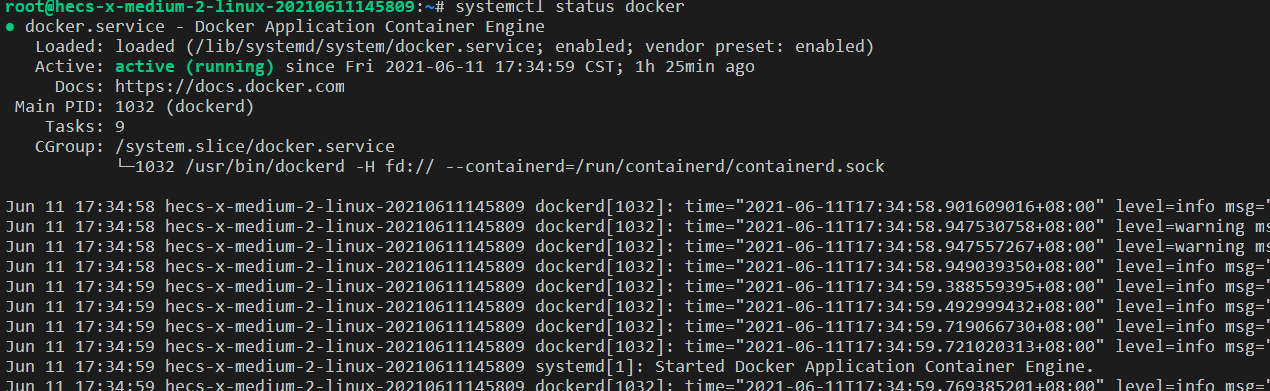 root@hecs-x-medium-2-linux-20210611145809:~# systemctl status docker
● docker.service - Docker Application Container Engine
   Loaded: loaded (/lib/systemd/system/docker.service; enabled; vendor preset: enabled)
   Active: active (running) since Fri 2021-06-11 17:34:59 CST; 1h 25min ago
     Docs: https://docs.docker.com
 Main PID: 1032 (dockerd)
    Tasks: 9
   CGroup: /system.slice/docker.service
           └─1032 /usr/bin/dockerd -H fd:// --containerd=/run/containerd/containerd.sock
Jun 11 17:34:58 hecs-x-medium-2-linux-20210611145809 dockerd[1032]: time="2021-06-11T17:34:58.901609016+08:00" level=info msg="
Jun 11 17:34:58 hecs-x-medium-2-linux-20210611145809 dockerd[1032]: time="2021-06-11T17:34:58.947530758+08:00" level=warning ms
Jun 11 17:34:58 hecs-x-medium-2-linux-20210611145809 dockerd[1032]: time="2021-06-11T17:34:58.947557267+08:00" level=warning ms
Jun 11 17:34:58 hecs-x-medium-2-linux-20210611145809 dockerd[1032]: time="2021-06-11T17:34:58.949039350+08:00" level=info msg="
Jun 11 17:34:59 hecs-x-medium-2-linux-20210611145809 dockerd[1032]: time="2021-06-11T17:34:59.388559395+08:00" level=info msg="
Jun 11 17:34:59 hecs-x-medium-2-linux-20210611145809 dockerd[1032]: time="2021-06-11T17:34:59.492999432+08:00" level=info msg="
Jun 11 17:34:59 hecs-x-medium-2-linux-20210611145809 dockerd[1032]: time="2021-06-11T17:34:59.719066730+08:00" level=info msg="
Jun 11 17:34:59 hecs-x-medium-2-linux-20210611145809 dockerd[1032]: time="2021-06-11T17:34:59.721020313+08:00" level=info msg="
Jun 11 17:34:59 hecs-x-medium-2-linux-20210611145809 systemd[1]: Started Docker Application Container Engine.
Jun 11 17:34:59 hecs-x-medium-2-linux-20210611145809 dockerd[1032]: time="2021-06-11T17:34:59.769385201+08:00" level=info msg="